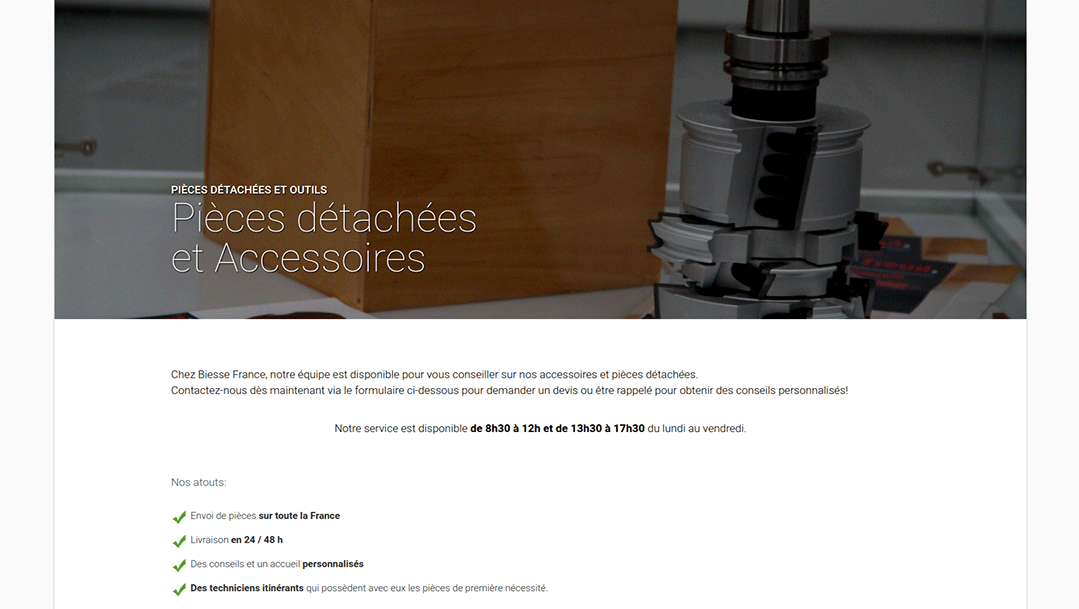 PIÈCES DÉTACHÉES ET OUTILS
Pièces détachées
et Accessoires
Chez Biesse France, notre équipe est disponible pour vous conseiller sur nos accessoires et pièces détachées.
Contactez-nous dès maintenant via le formulaire ci-dessous pour demander un devis ou être rappelé pour obtenir des conseils personnalisés!
Notre service est disponible de 8h30 à 12h et de 13h30 à 17h30 du lundi au vendredi.
Nos atouts:
Envoi de pièces sur toute la France
Livraison en 24 / 48 h
Des conseils et un accueil personnalisés
Des techniciens itinérants qui possèdent avec eux les pièces de première nécessité.